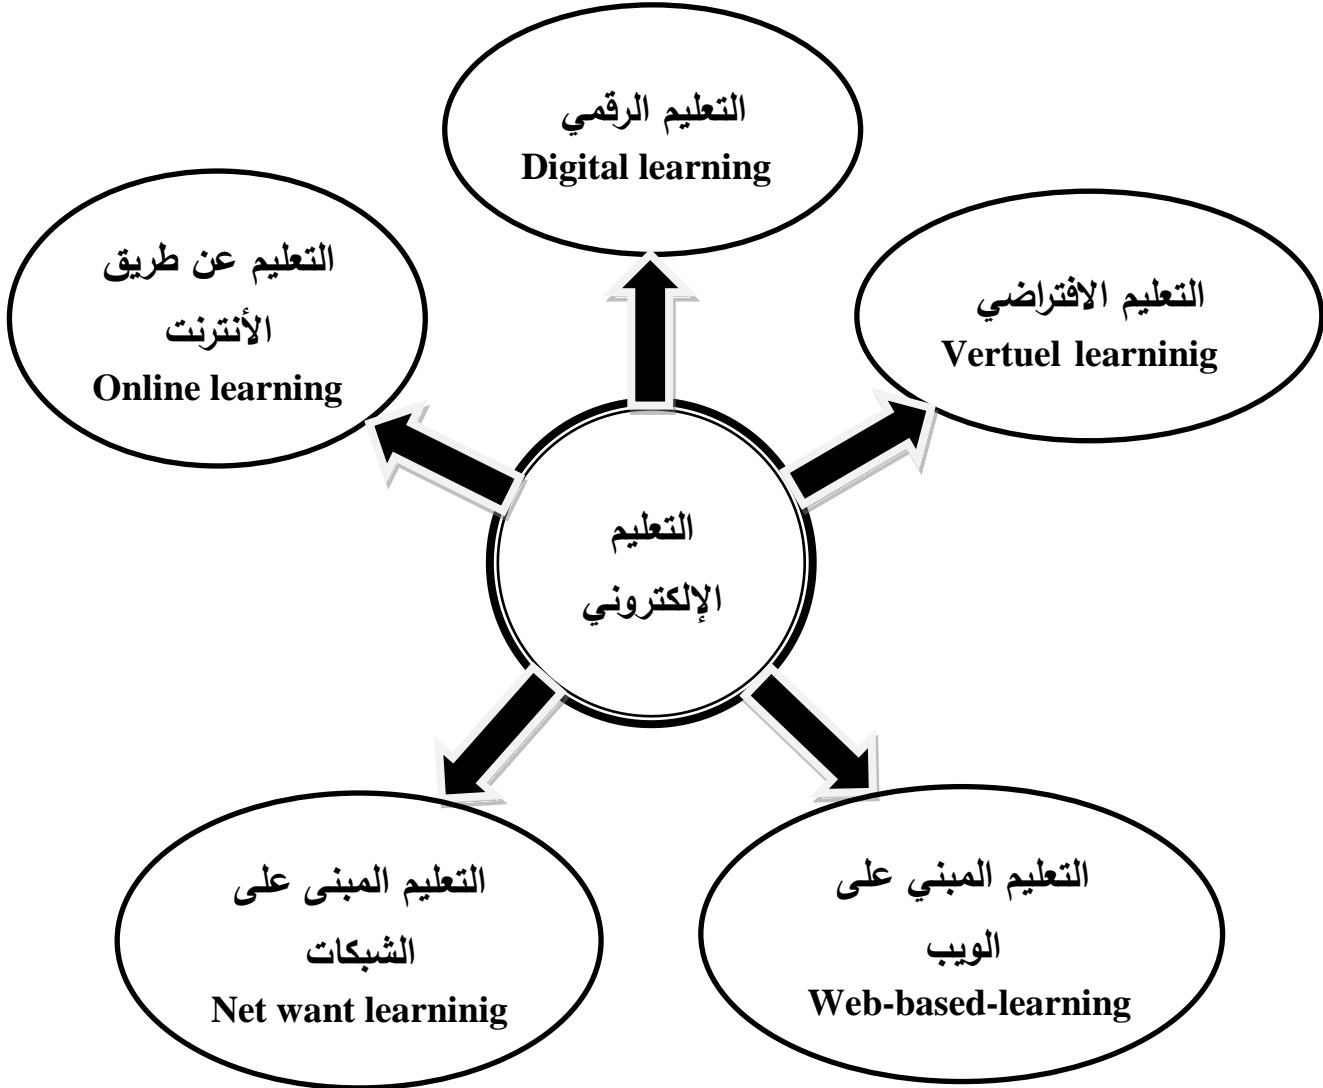 التعليم الرقمي
Digital learning
التعليم الافتراضي
Vertuel learninig
التعليم عن طريق
الأنترنت
Online learning
التعليم
الإلكتروني
التعليم المبني على
الويب
Web-based-learning
التعليم المبنى على
الشبكات
Net want learninig